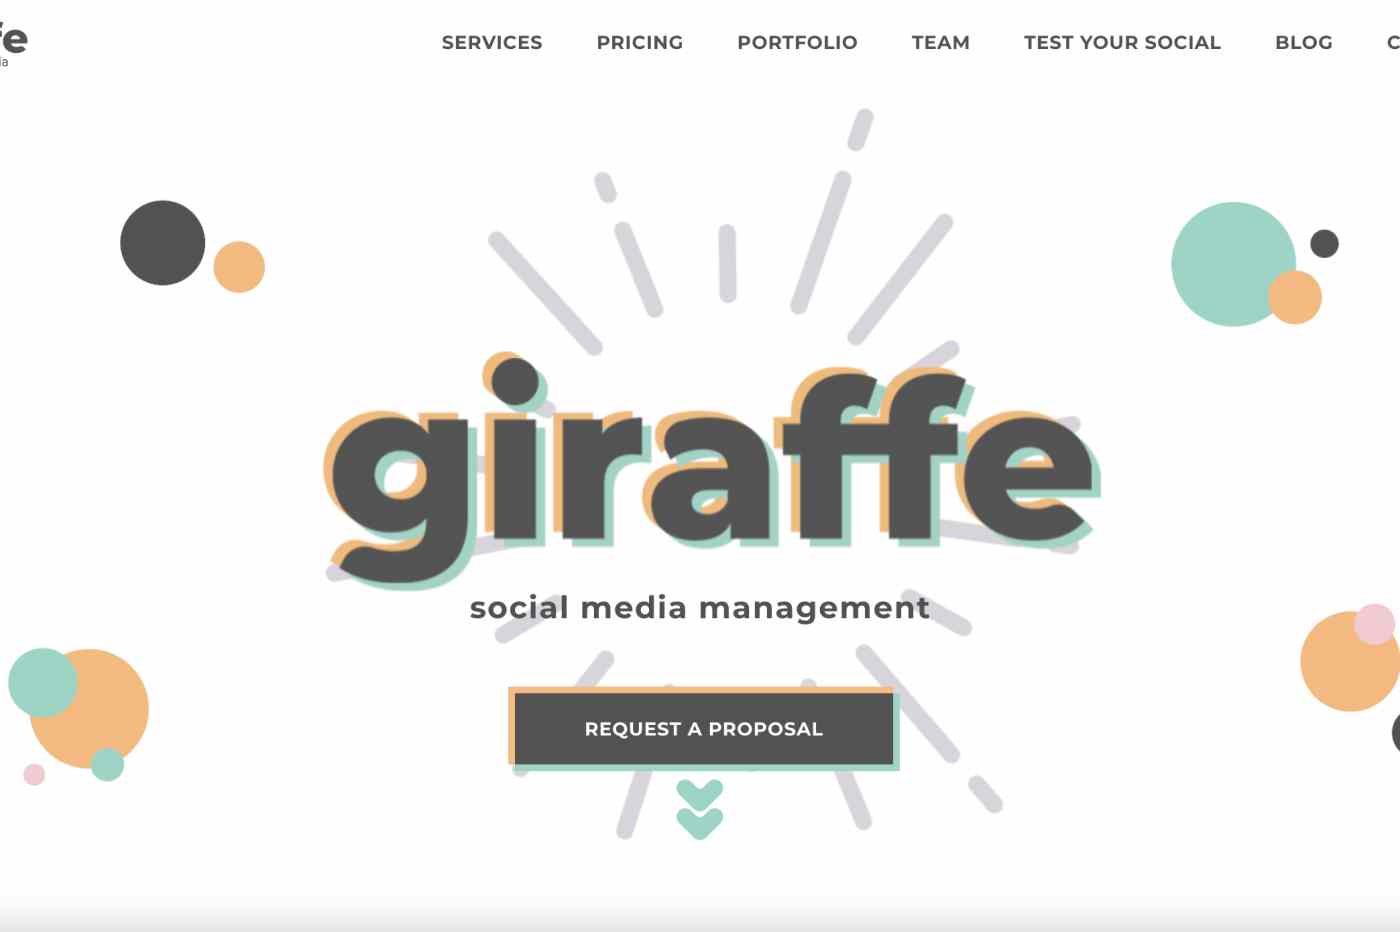 fe
ia
SERVICES PRICING PORTFOLIO TEAM TEST YOUR SOCIAL BLOG C
giraffe
social media management
REQUEST A PROPOSAL